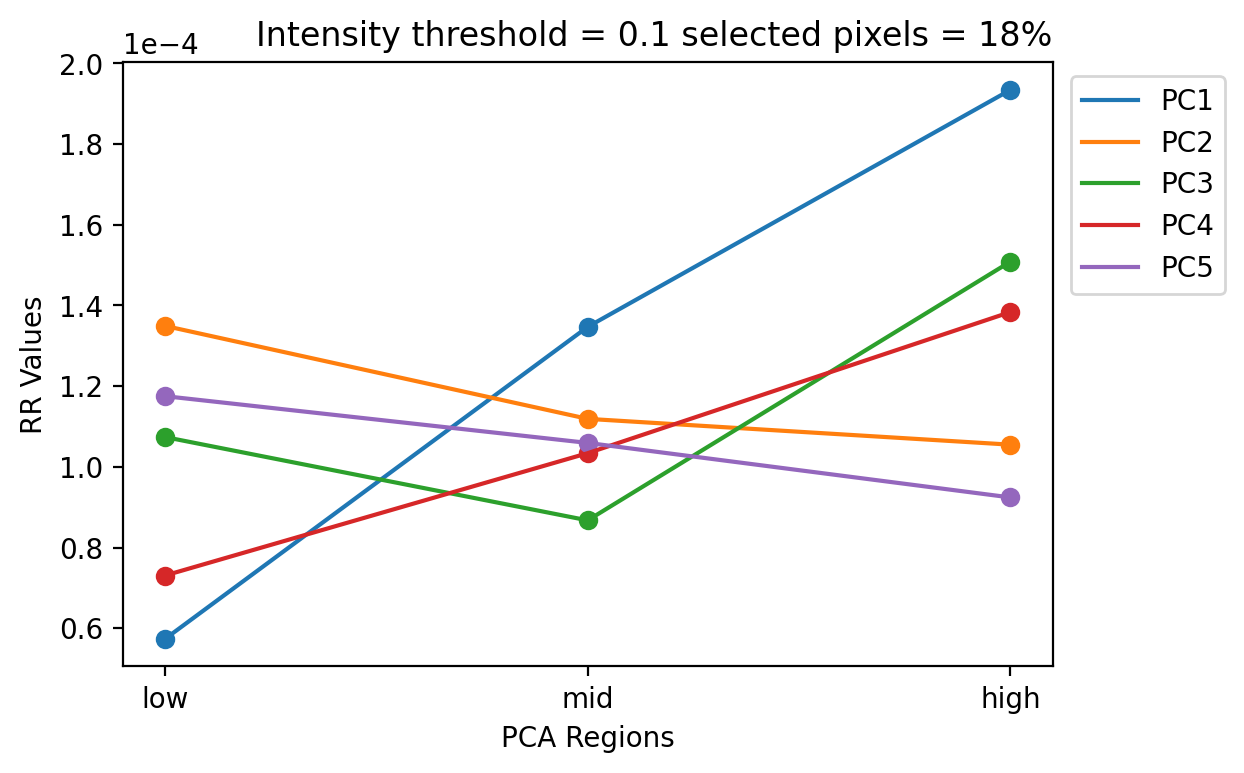 Intensity threshold = 0.1 selected pixels = 18%
1e−4
2.0
1.8
1.6
1.4
1.2
1.0
0.8
0.6
RR Values
low
mid
high
PCA Regions
PC1
PC2
PC3
PC4
PC5